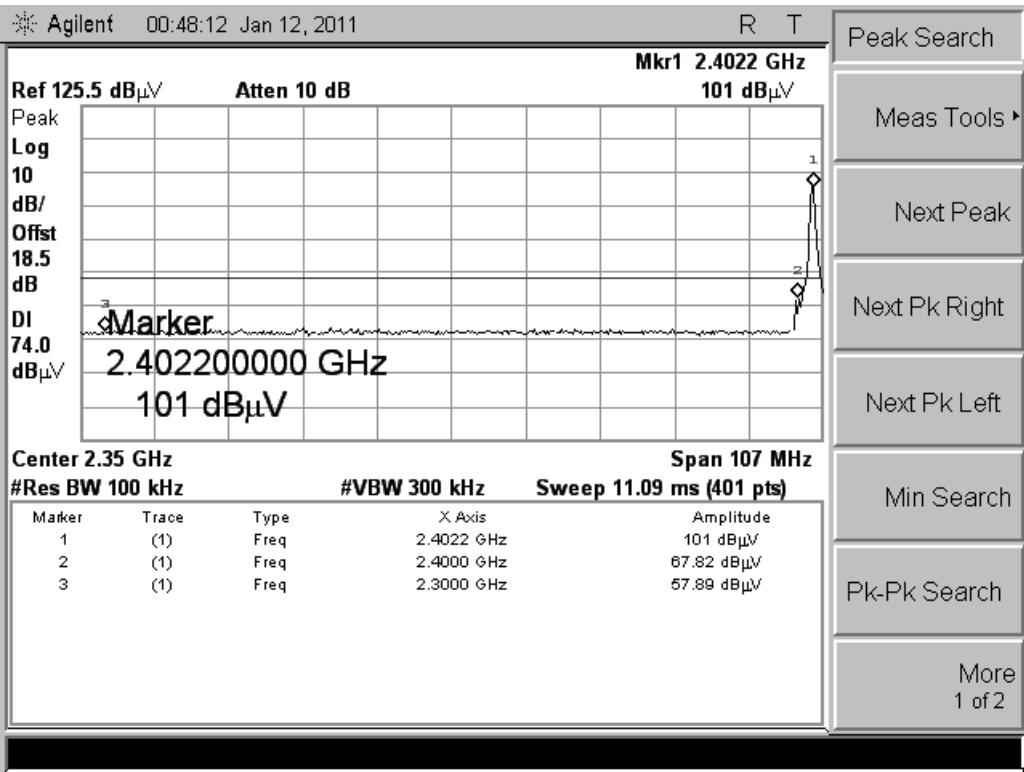 Agilent 00:48:12 Jan 12, 2011 R T
Peak Search
Mkr1 2.4022 GHz
Ref 125.5 dBµV Atten 10 dB 101 dBµV
Peak
Log
10
dB/
Offst
18.5
dB
DI
74.0
dBµV
1
2
3
Marker
2.402200000 GHz
101 dBµV
Center 2.35 GHz Span 107 MHz
#Res BW 100 kHz #VBW 300 kHz Sweep 11.09 ms (401 pts)
Marker Trace Type X Axis Amplitude
1 (1) Freq 2.4022 GHz 101 dBµV
2 (1) Freq 2.4000 GHz 67.82 dBµV
3 (1) Freq 2.3000 GHz 57.89 dBµV
Meas Tools
Next Peak
Next Pk Right
Next Pk Left
Min Search
Pk-Pk Search
More
1 of 2